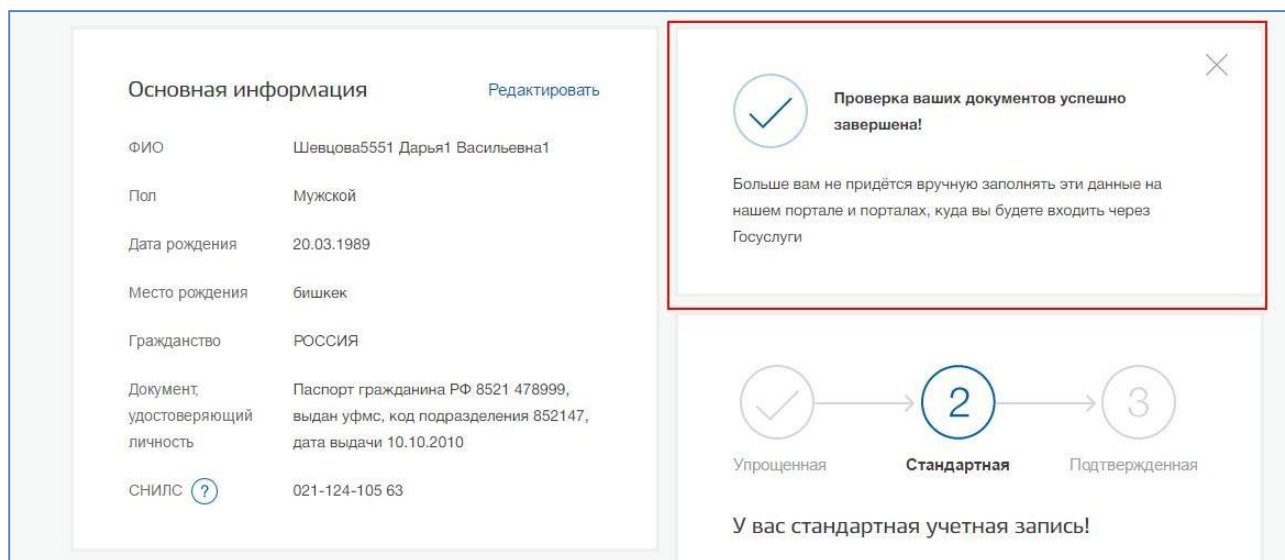 Основная информация
Редактировать
ФИО
Шевцова5551 Дарья1 Васильевна1
Пол
Мужской
Дата рождения
20.03.1989
Место рождения
бишкек
Гражданство
РОССИЯ
Документ,
удостоверяющий
личность
Паспорт гражданина РФ 8521 478999,
выдан уфмс, код подразделения 852147,
дата выдачи 10.10.2010
СНИЛС ?
021-124-105 63
Проверка ваших документов успешно
завершена!
Больше вам не придётся вручную заполнять эти данные на
нашем портале и порталах, куда вы будете входить через
Госуслуги
2
3
Упрощенная
Стандартная
Подтвержденная
У вас стандартная учетная запись!